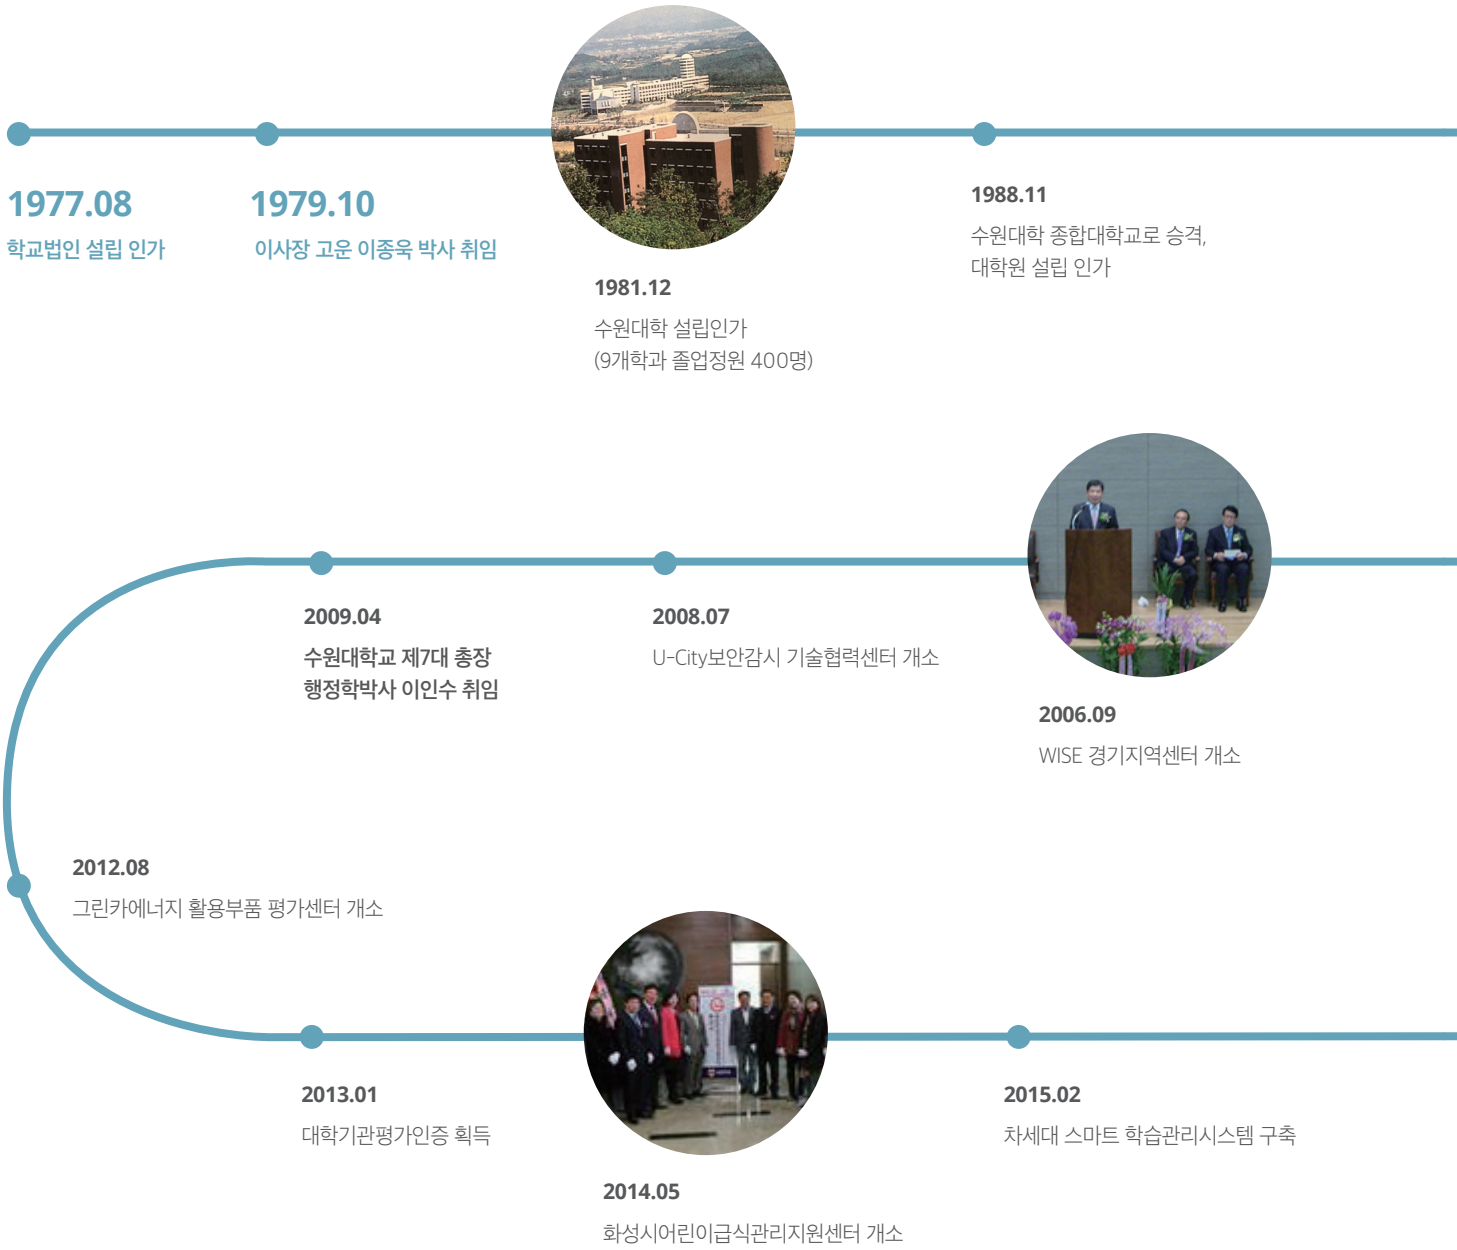 1977.08
학교법인 설립 인가
1979.10
이사장 고운 이종욱 박사 취임
1981.12
수원대학 설립인가
(9개학과 졸업정원 400명)
1988.11
수원대학 종합대학교로 승격,
대학원 설립 인가
2006.09
WISE 경기지역센터 개소
2008.07
U-City보안감시 기술협력센터 개소
2009.04
수원대학교 제7대 총장
행정학박사 이인수 취임
2012.08
그린카에너지 활용부품 평가센터 개소
2013.01
대학기관평가인증 획득
2014.05
화성시어린이급식관리지원센터 개소
2015.02
차세대 스마트 학습관리시스템 구축